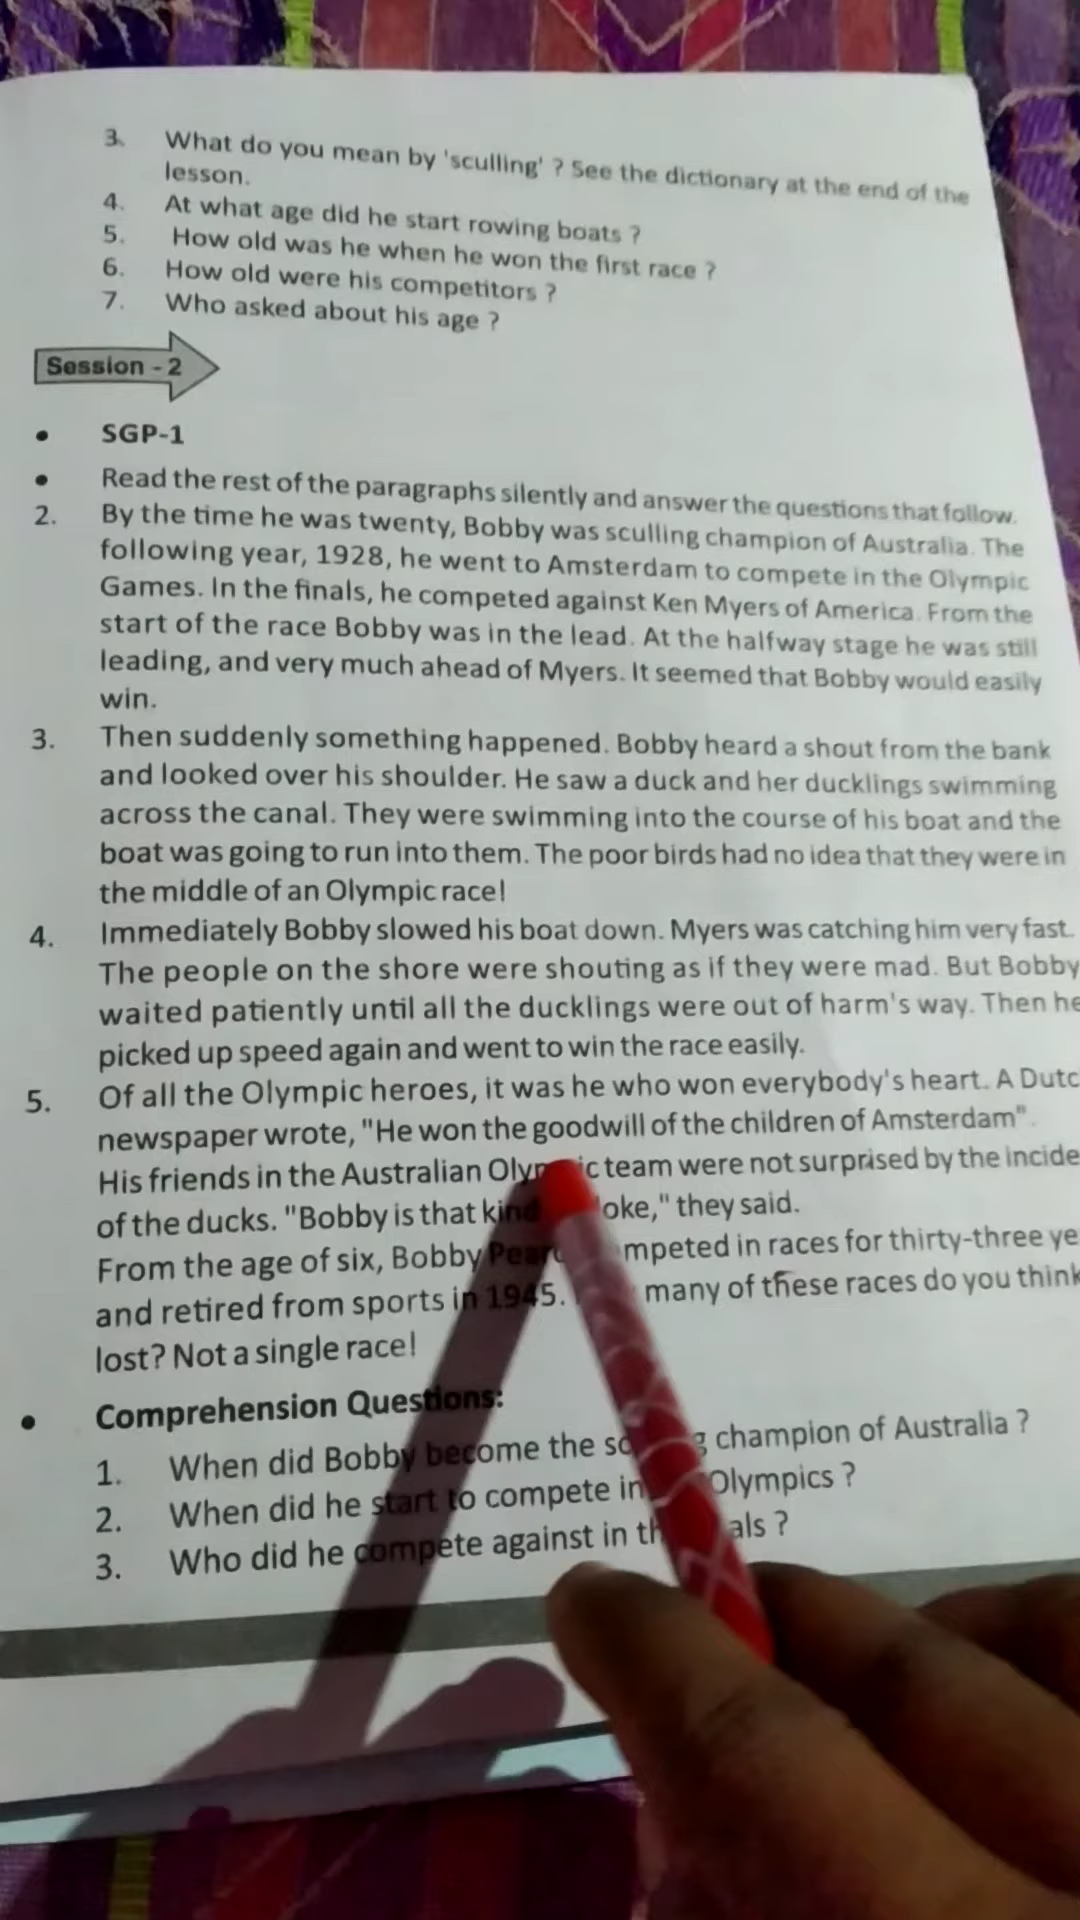 3. What do you mean by 'sculling' ? See the dictionary at the end of the
lesson.
4. At what age did he start rowing boats ?
5. How old was he when he won the first race ?
6. How old were his competitors ?
7. Who asked about his age ?
Session - 2
• SGP-1
• Read the rest of the paragraphs silently and answer the questions that follow.
2. By the time he was twenty, Bobby was sculling champion of Australia. The
following year, 1928, he went to Amsterdam to compete in the Olympic
Games. In the finals, he competed against Ken Myers of America. From the
start of the race Bobby was in the lead. At the halfway stage he was still
leading, and very much ahead of Myers. It seemed that Bobby would easily
win.
3. Then suddenly something happened. Bobby heard a shout from the bank
and looked over his shoulder. He saw a duck and her ducklings swimming
across the canal. They were swimming into the course of his boat and the
boat was going to run into them. The poor birds had no idea that they were in
the middle of an Olympic race!
4. Immediately Bobby slowed his boat down. Myers was catching him very fast.
The people on the shore were shouting as if they were mad. But Bobby
waited patiently until all the ducklings were out of harm's way. Then he
picked up speed again and went to win the race easily.
5. Of all the Olympic heroes, it was he who won everybody's heart. A Dutc
newspaper wrote, "He won the goodwill of the children of Amsterdam".
His friends in the Australian Olympic team were not surprised by the incide
of the ducks. "Bobby is that kind oke," they said.
From the age of six, Bobby Pear mpeted in races for thirty-three ye
and retired from sports in 1945. many of these races do you think
lost? Not a single race!
• Comprehension Questions:
1. When did Bobby become the sc g champion of Australia ?
2. When did he start to compete in Olympics ?
3. Who did he compete against in th als ?